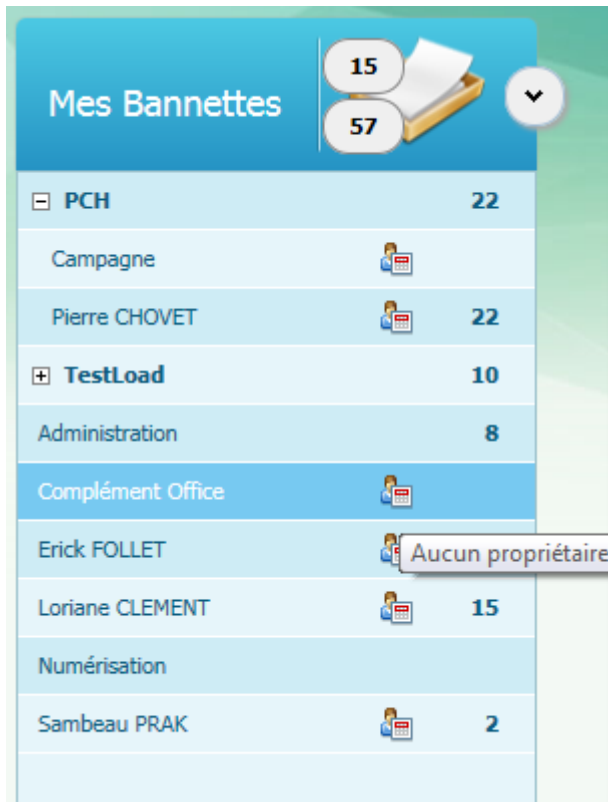 Mes Bannettes 15
57
PCH 22
Campagne
Pierre CHOVET 22
TestLoad 10
Administration 8
Complément Office
Erick FOLLET
Aucun propriétaire
Loriane CLEMENT 15
Numérisation
Sambeau PRAK 2